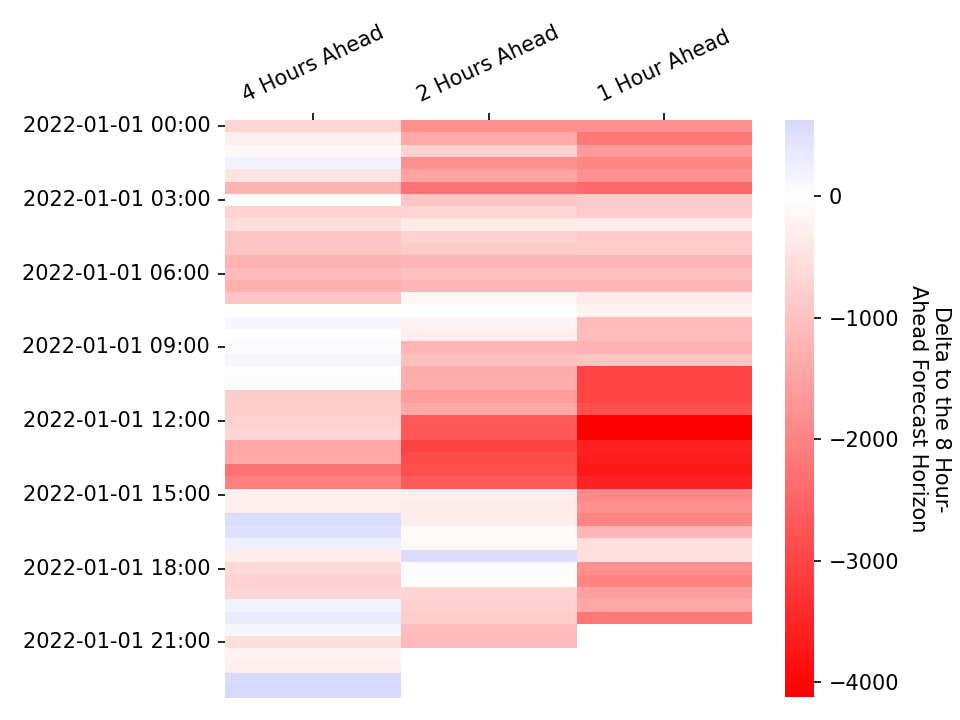 4 Hours Ahead
2 Hours Ahead
1 Hour Ahead
2022-01-01 00:00
2022-01-01 03:00
2022-01-01 06:00
2022-01-01 09:00
2022-01-01 12:00
2022-01-01 15:00
2022-01-01 18:00
2022-01-01 21:00
0
−1000
−2000
−3000
−4000
Delta to the 8 Hour-
Ahead Forecast Horizon